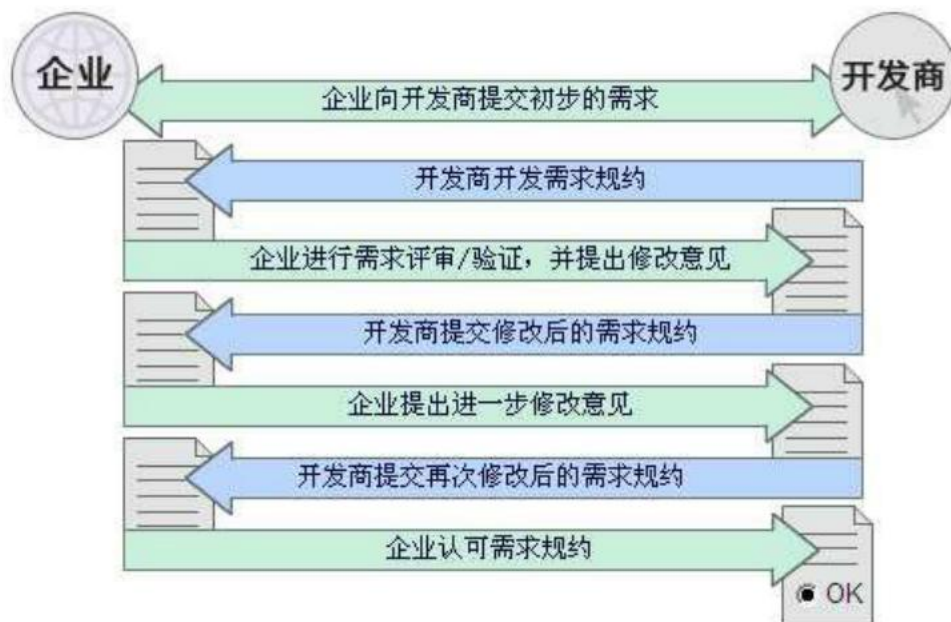 企业
开发商
企业向开发商提交初步的需求
开发商开发需求规约
企业进行需求评审/验证，并提出修改意见
开发商提交修改后的需求规约
企业提出进一步修改意见
开发商提交再次修改后的需求规约
企业认可需求规约
OK